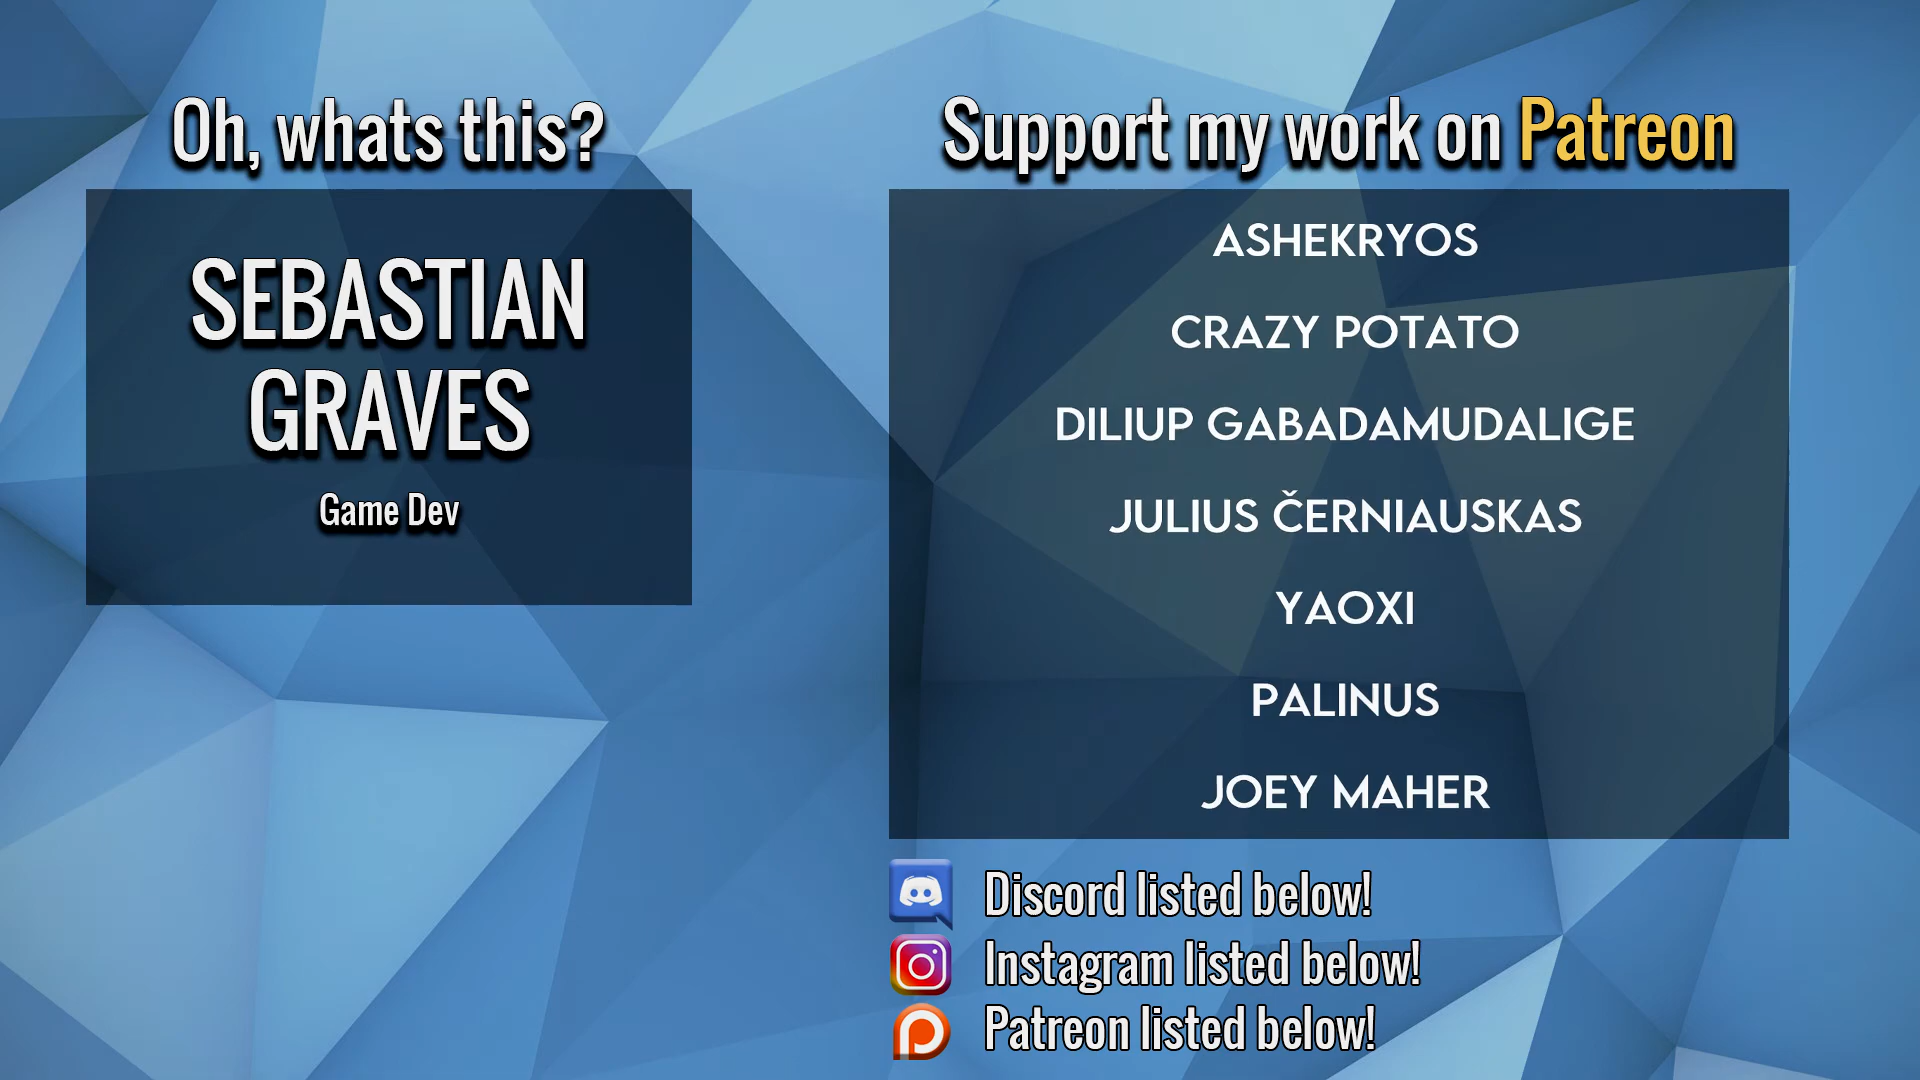 Oh, whats this?
SEBASTIAN
GRAVES
Game Dev
Support my work on Patreon
ASHEKRYOS
CRAZY POTATO
DILIUP GABADAMUDALIGE
JULIUS ČERNIAUSKAS
YAOXI
PALINUS
JOEY MAHER
Discord listed below!
Instagram listed below!
Patreon listed below!